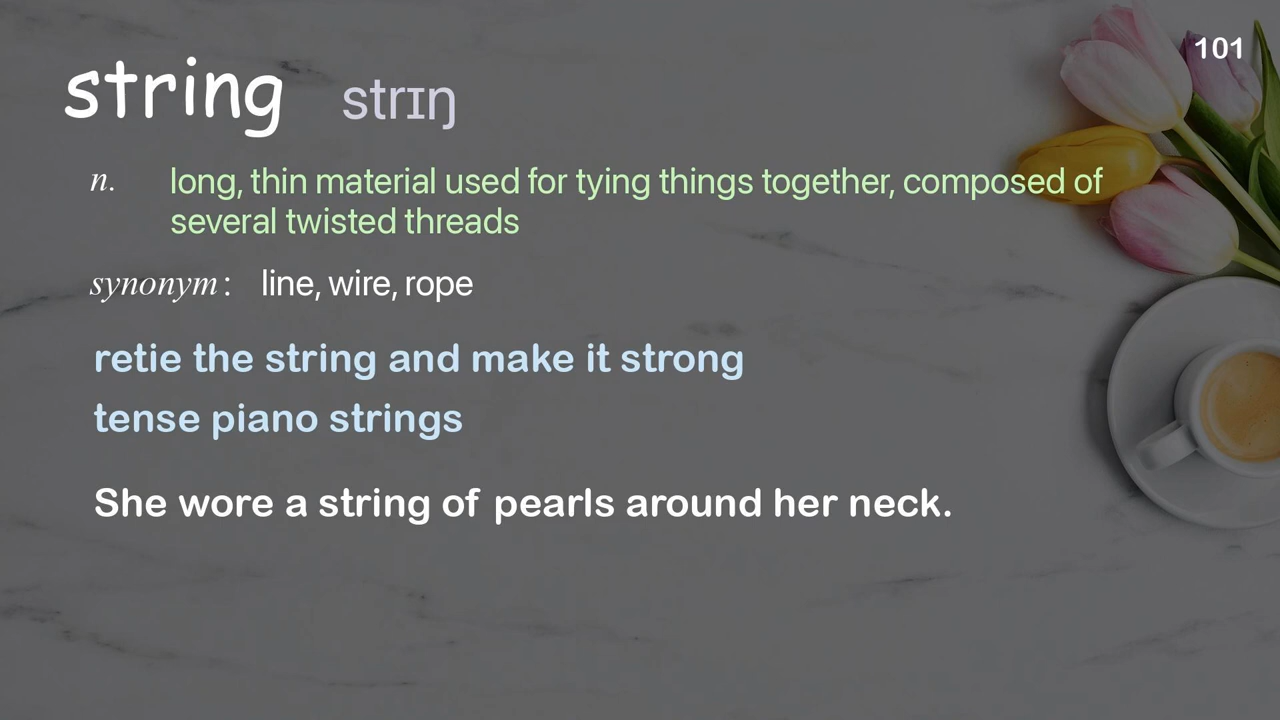 101
string strɪŋ
n. long, thin material used for tying things together, composed of
several twisted threads
synonym: line, wire, rope
retie the string and make it strong
tense piano strings
She wore a string of pearls around her neck.